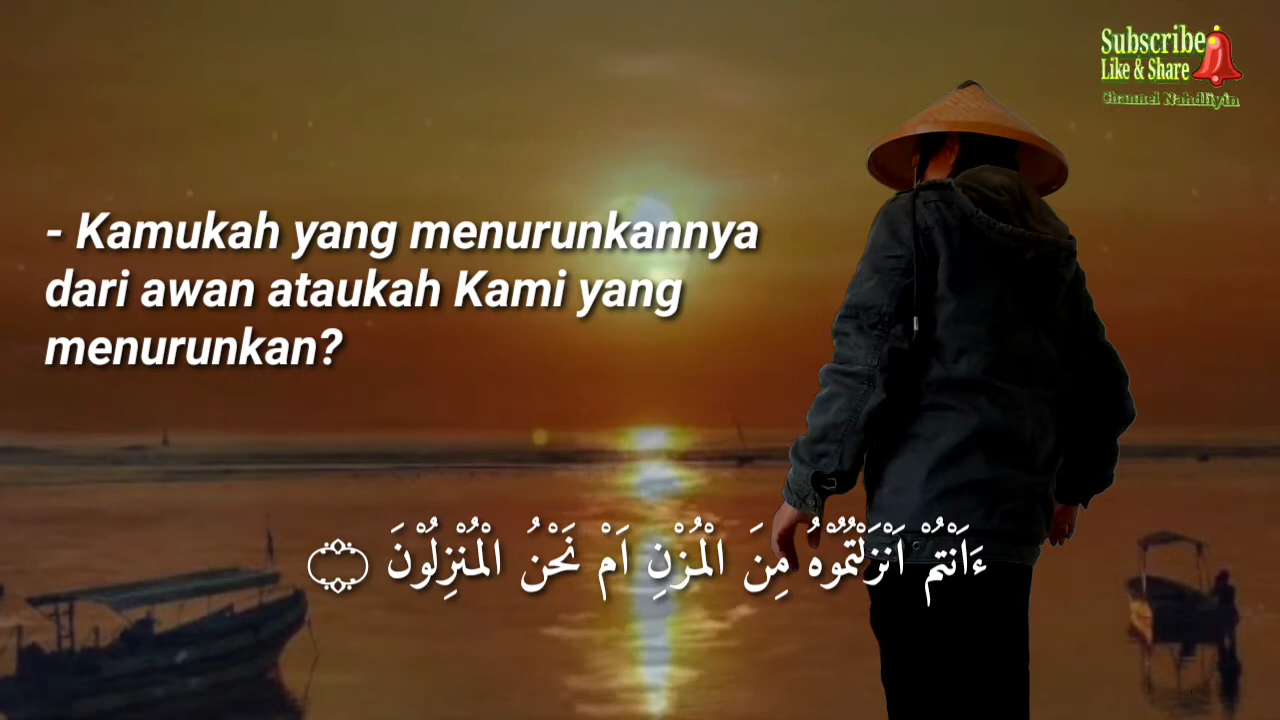 Subscribe
Like & Share
Channel Nahdliyin
- Kamukah yang menurunkannya
dari awan ataukah Kami yang
menurunkan?
ءَاَنْتُمْ اَنْزَلْتُمُوْهُ مِنَ الْمُزْنِ اَمْ نَحْنُ الْمُنْزِلُوْنَ ۝